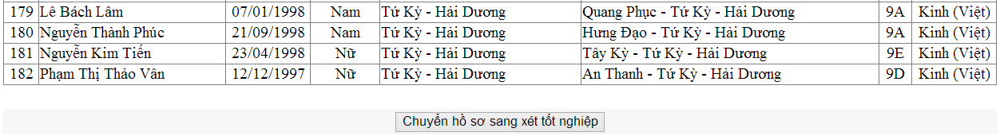 179 Lê Bách Lâm 07/01/1998 Nam Tứ Kỳ - Hải Dương Quang Phục - Tứ Kỳ - Hải Dương 9A Kinh (Việt)
180 Nguyễn Thành Phúc 21/09/1998 Nam Tứ Kỳ - Hải Dương Hưng Đạo - Tứ Kỳ - Hải Dương 9A Kinh (Việt)
181 Nguyễn Kim Tiến 23/04/1998 Nữ Tứ Kỳ - Hải Dương Tây Kỳ - Tứ Kỳ - Hải Dương 9E Kinh (Việt)
182 Phạm Thị Thảo Vân 12/12/1997 Nữ Tứ Kỳ - Hải Dương An Thanh - Tứ Kỳ - Hải Dương 9D Kinh (Việt)
Chuyển hồ sơ sang xét tốt nghiệp